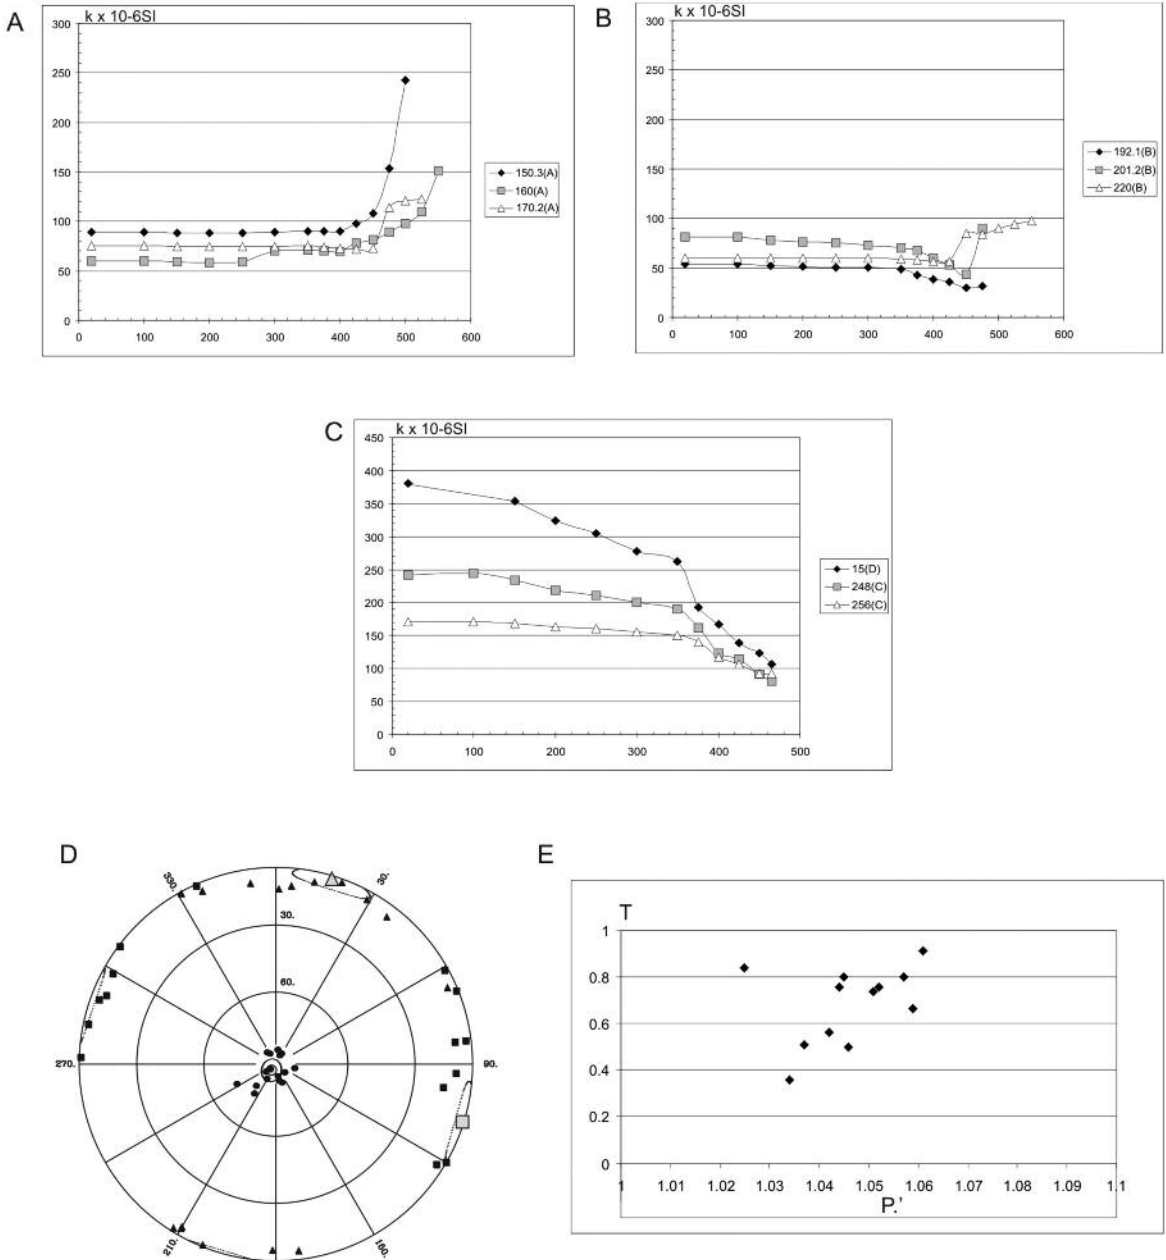 A
k x 10-6SI
300
250
200
150
100
50
0
0 100 200 300 400 500 600
150.3(A)
160(A)
170.2(A)
B
k x 10-6SI
300
250
200
150
100
50
0
0 100 200 300 400 500 600
192.1(B)
201.2(B)
220(B)
C
k x 10-6SI
450
400
350
300
250
200
150
100
50
0
0 100 200 300 400 500
15(D)
248(C)
256(C)
D
330. 30.
30.
60.
270. 90.
210. 160.
E
T
1
0.8
0.6
0.4
0.2
0
1 1.01 1.02 1.03 1.04 1.05 1.06 1.07 1.08 1.09 1.1
P.'